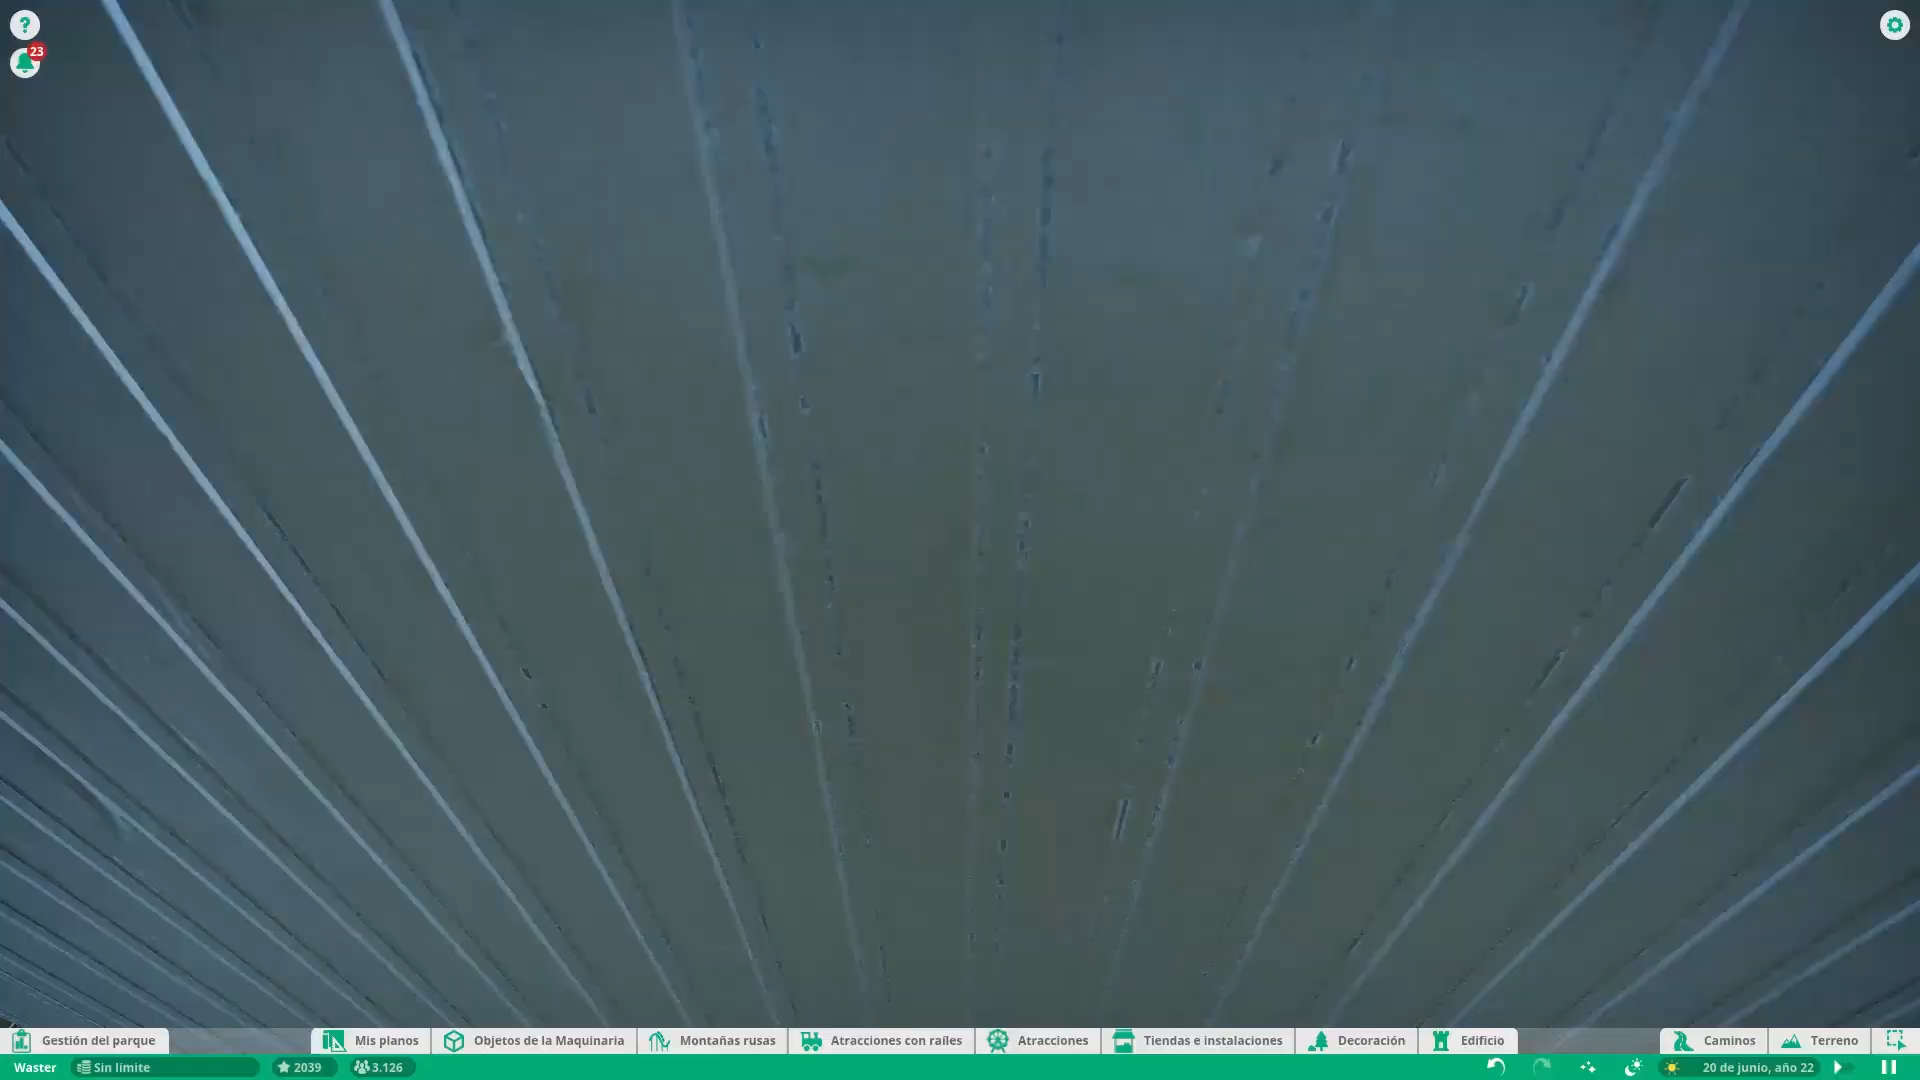 ?
23
Gestión del parque
Mis planos
Objetos de la Maquinaria
Montañas rusas
Atracciones con raíles
Atracciones
Tiendas e instalaciones
Decoración
Edificio
Caminos
Terreno
Waster
Sin límite
2039
3.126
20 de junio, año 22